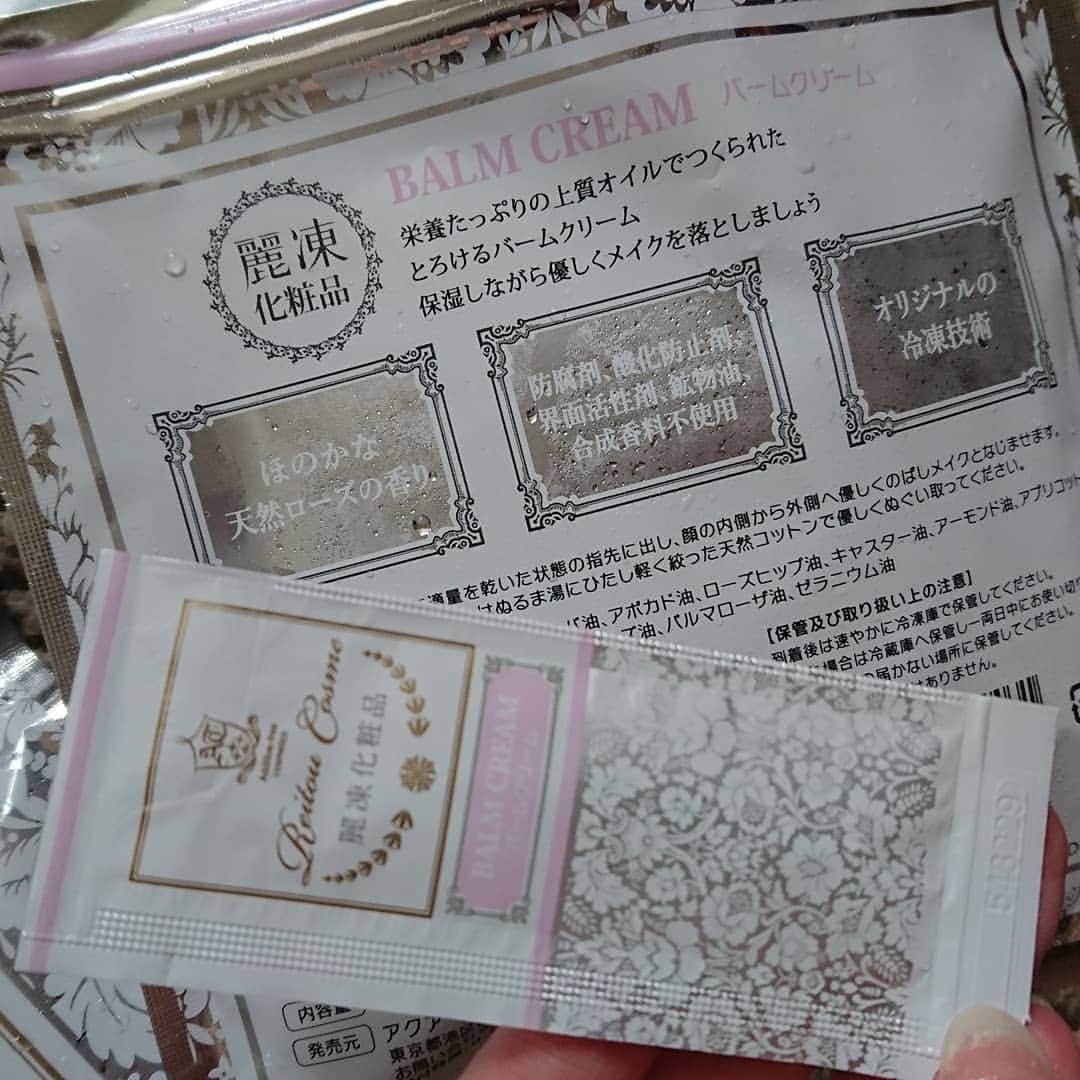 BALM CREAM バームクリーム
麗凍
化粧品
栄養たっぷりの上質オイルでつくられた
とろけるバームクリーム
保湿しながら優しくメイクを落としましょう
ほのかな
天然ローズの香り
防腐剤、酸化防止剤、
界面活性剤、鉱物油、
合成香料不使用
オリジナルの
冷凍技術
適量を乾いた状態の指先に出し、顔の内側から外側へ優しくのばしメイクとなじませます。
はぬるま湯にひたし軽く絞った天然コットンで優しくぬぐい取ってください。
油、アボカド油、ローズヒップ油、キャスター油、アーモンド油、アプリコット
油、パルマローザ油、ゼラニウム油
【保管及び取り扱い上の注意】
到着後は速やかに冷凍庫で保管してください。
場合は冷蔵庫へ保管し一両日中にお使い切り
の届かない場所に保管してください。
はありません。
Reitou Cosme
麗凍化粧品
BALM CREAM
バームクリーム
内容量
発売元 アクア
東京都港
お問い